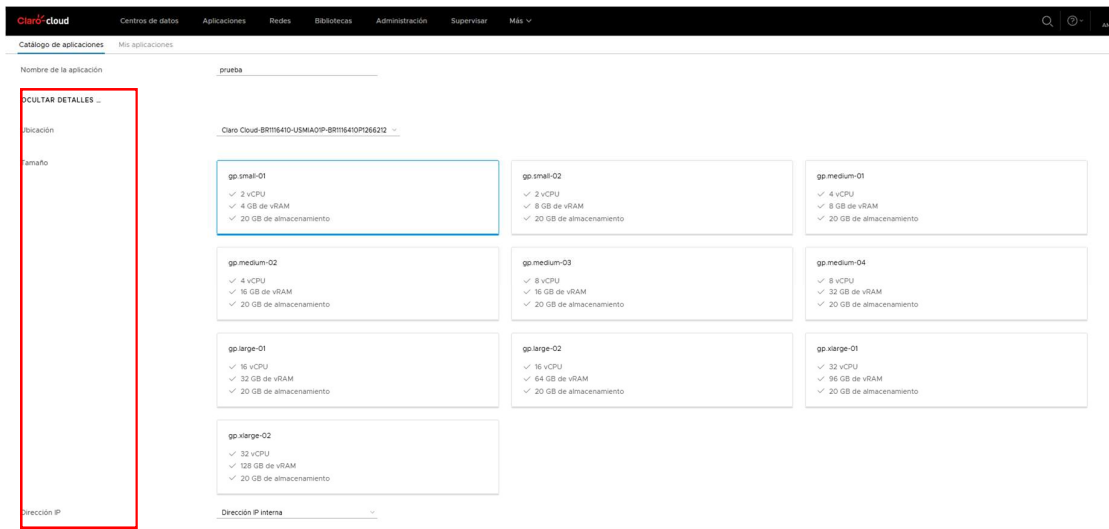 Claro-cloud Centros de datos Aplicaciones Redes Bibliotecas Administración Supervisar Más
Catálogo de aplicaciones Mis aplicaciones
Nombre de la aplicación prueba
OCULTAR DETALLES ...
Ubicación Claro Cloud-BR1116410-USMIA01P-BR1116410P1266212
Tamaño
gp.small-01 gp.small-02 gp.medium-01
2 vCPU 2 vCPU 4 vCPU
4 GB de vRAM 8 GB de vRAM 8 GB de vRAM
20 GB de almacenamiento 20 GB de almacenamiento 20 GB de almacenamiento
gp.medium-02 gp.medium-03 gp.medium-04
4 vCPU 8 vCPU 8 vCPU
16 GB de vRAM 16 GB de vRAM 32 GB de vRAM
20 GB de almacenamiento 20 GB de almacenamiento 20 GB de almacenamiento
gp.large-01 gp.large-02 gp.xlarge-01
16 vCPU 16 vCPU 32 vCPU
32 GB de vRAM 64 GB de vRAM 96 GB de vRAM
20 GB de almacenamiento 20 GB de almacenamiento 20 GB de almacenamiento
gp.xlarge-02
32 vCPU
128 GB de vRAM
20 GB de almacenamiento
Dirección IP Dirección IP interna